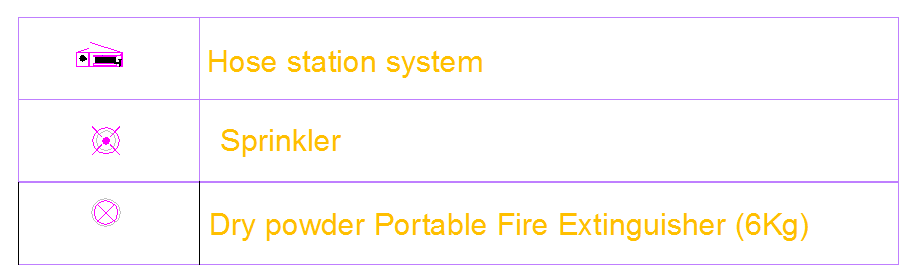 Hose station system
Sprinkler
Dry powder Portable Fire Extinguisher (6Kg)